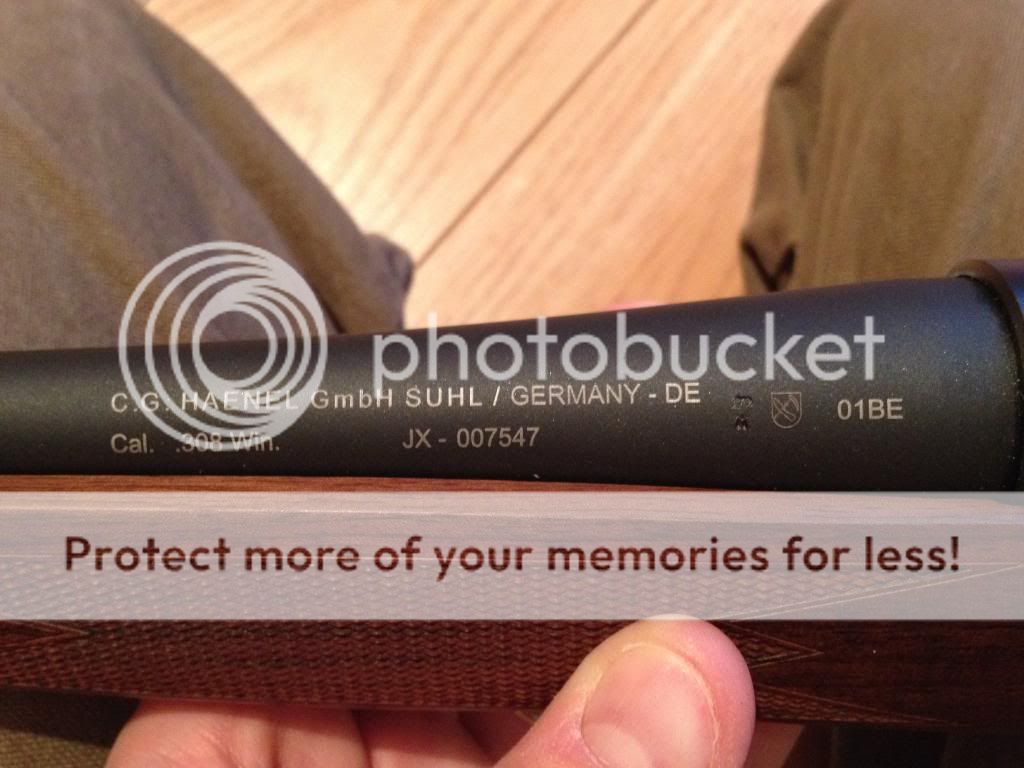 photobucket
C.G. HAENEL GmbH SUHL / GERMANY - DE
01BE
Cal. .308 Win.
JX - 007547
Protect more of your memories for less!